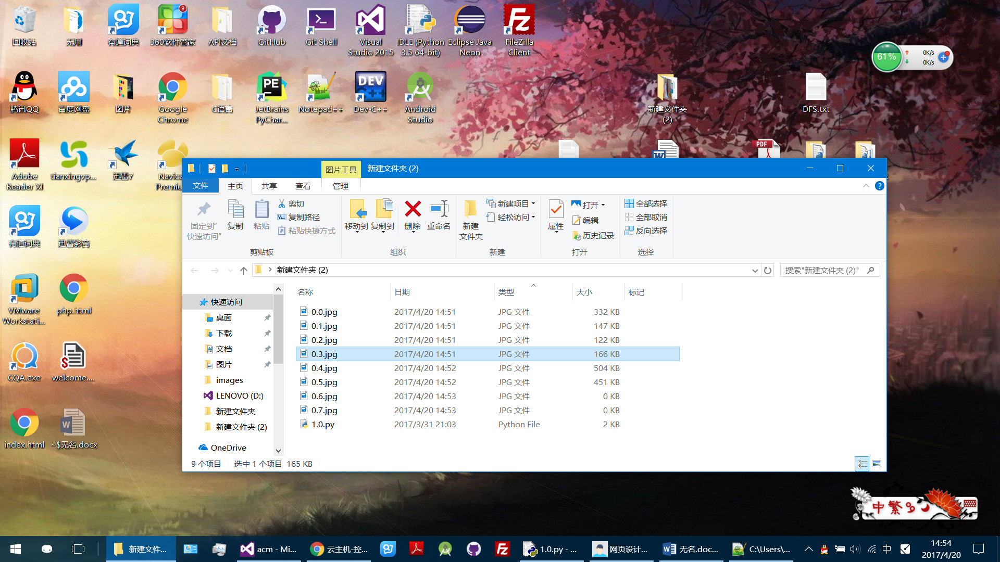 回收站
无用
有道词典
360软件管家
9
API文档
GitHub
Git Shell
Visual Studio 2015
IDLE (Python 3.5 64-bit)
Eclipse Java Neon
FileZilla Client
61%
0K/s
0K/s
腾讯QQ
百度网盘
图片
Google Chrome
C语言
JetBrains PyChar...
Notepad++
DEV C++
Dev-C++
Android Studio
新建文件夹 (2)
DFS.txt
Adobe Reader XI
tianxingvp...
迅雷7
PDF
图片工具
新建文件夹 (2)
文件
主页
共享
查看
管理
固定到“快速访问”
复制
粘贴
剪切
复制路径
粘贴快捷方式
剪贴板
移动到
复制到
删除
重命名
组织
新建文件夹
新建项目
轻松访问
新建
属性
打开
编辑
历史记录
打开
全部选择
全部取消
反向选择
选择
新建文件夹 (2)
搜索"新建文件夹 (2)"
名称 日期 类型 大小 标记
0.0.jpg 2017/4/20 14:51 JPG 文件 332 KB
0.1.jpg 2017/4/20 14:51 JPG 文件 147 KB
0.2.jpg 2017/4/20 14:51 JPG 文件 122 KB
0.3.jpg 2017/4/20 14:51 JPG 文件 166 KB
0.4.jpg 2017/4/20 14:52 JPG 文件 504 KB
0.5.jpg 2017/4/20 14:52 JPG 文件 451 KB
0.6.jpg 2017/4/20 14:53 JPG 文件 0 KB
0.7.jpg 2017/4/20 14:53 JPG 文件 0 KB
1.0.py 2017/3/31 21:03 Python File 2 KB
快速访问
桌面
下载
文档
图片
images
LENOVO (D:)
新建文件夹
新建文件夹 (2)
OneDrive
9 个项目 选中 1 个项目 165 KB
有道词典
迅雷影音
VMware Workstati...
php.html
CQA.exe
welcome....
index.html
~$无名.docx
中 繁
新建文件...
acm - Mi...
云主机-控...
1.0.py - ...
网页设计...
无名.doc...
C:\Users\...
中
14:54
2017/4/20